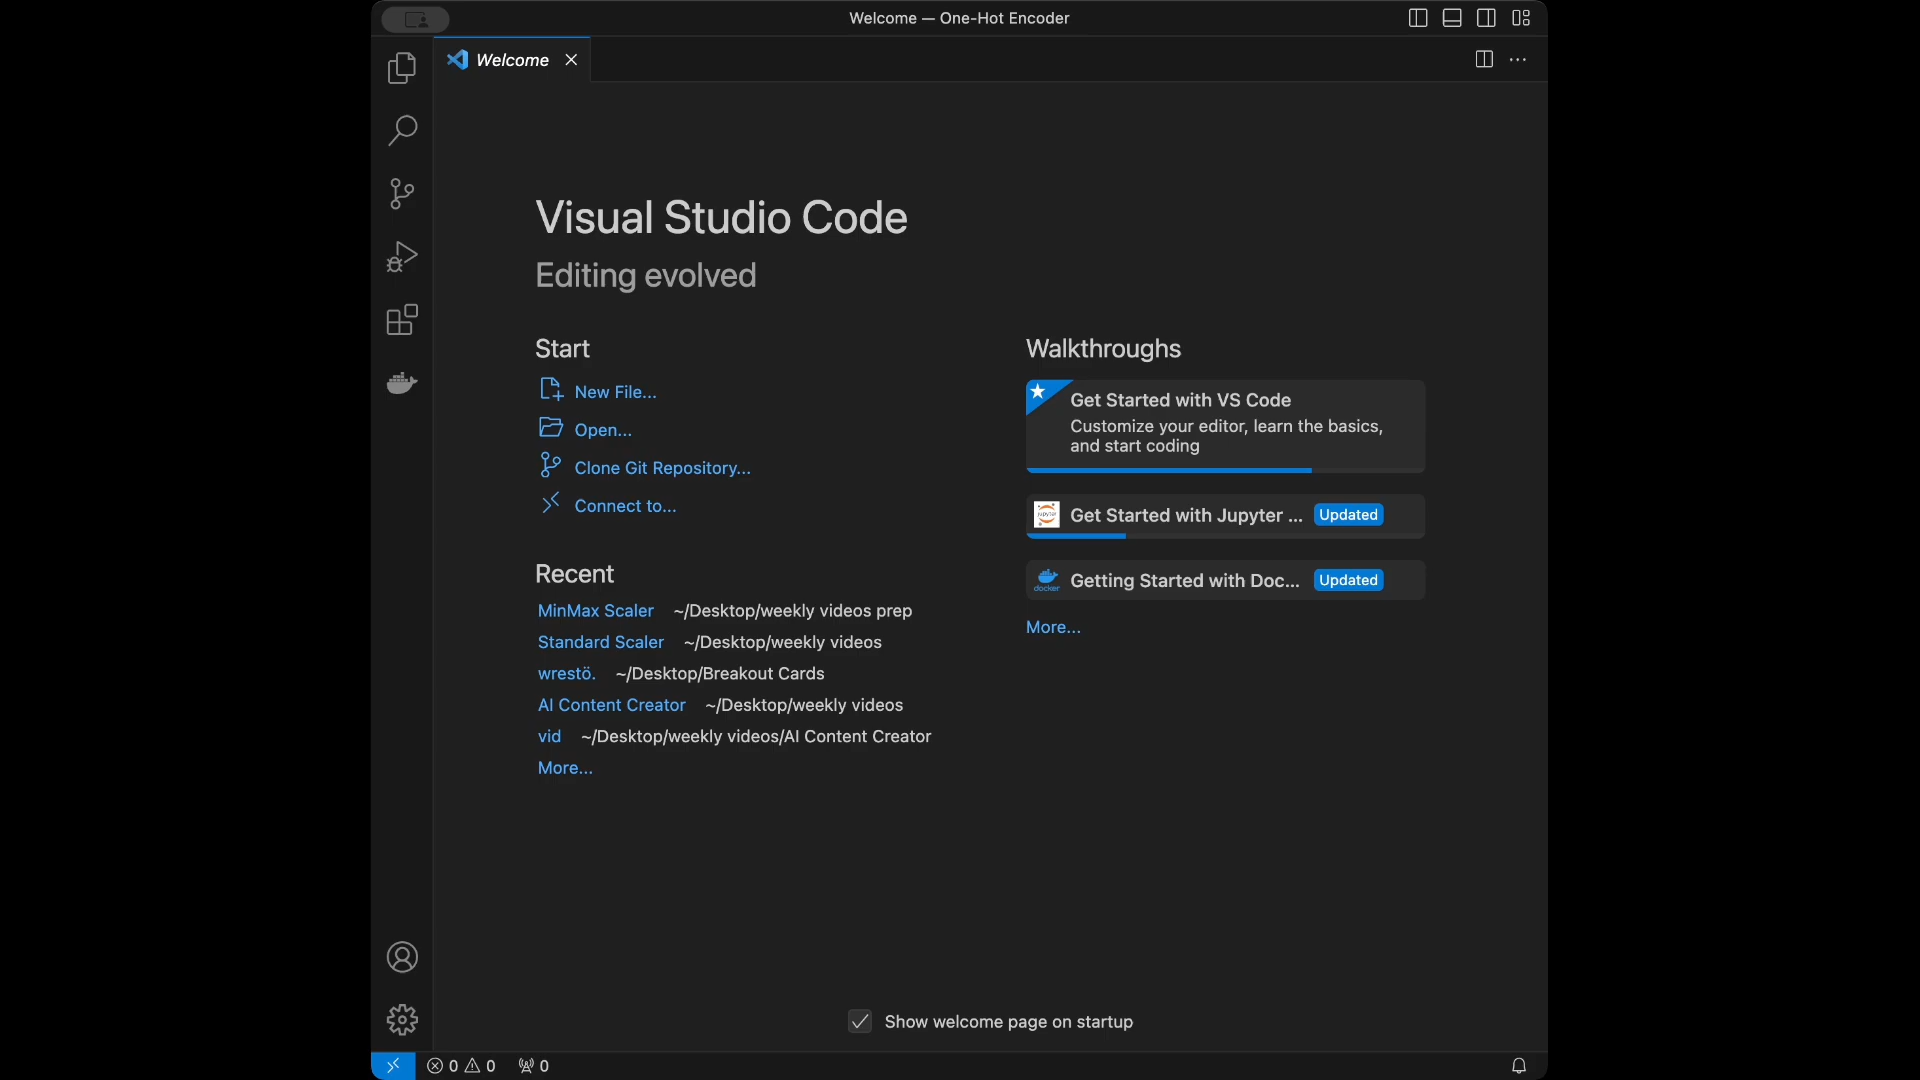 Welcome — One-Hot Encoder
Welcome
Visual Studio Code
Editing evolved
Start
New File...
Open...
Clone Git Repository...
Connect to...
Recent
MinMax Scaler ~/Desktop/weekly videos prep
Standard Scaler ~/Desktop/weekly videos
wrestö. ~/Desktop/Breakout Cards
AI Content Creator ~/Desktop/weekly videos
vid ~/Desktop/weekly videos/AI Content Creator
More...
Walkthroughs
Get Started with VS Code
Customize your editor, learn the basics,
and start coding
jupyter
Get Started with Jupyter ... Updated
docker
Getting Started with Doc... Updated
More...
Show welcome page on startup
0 0 0